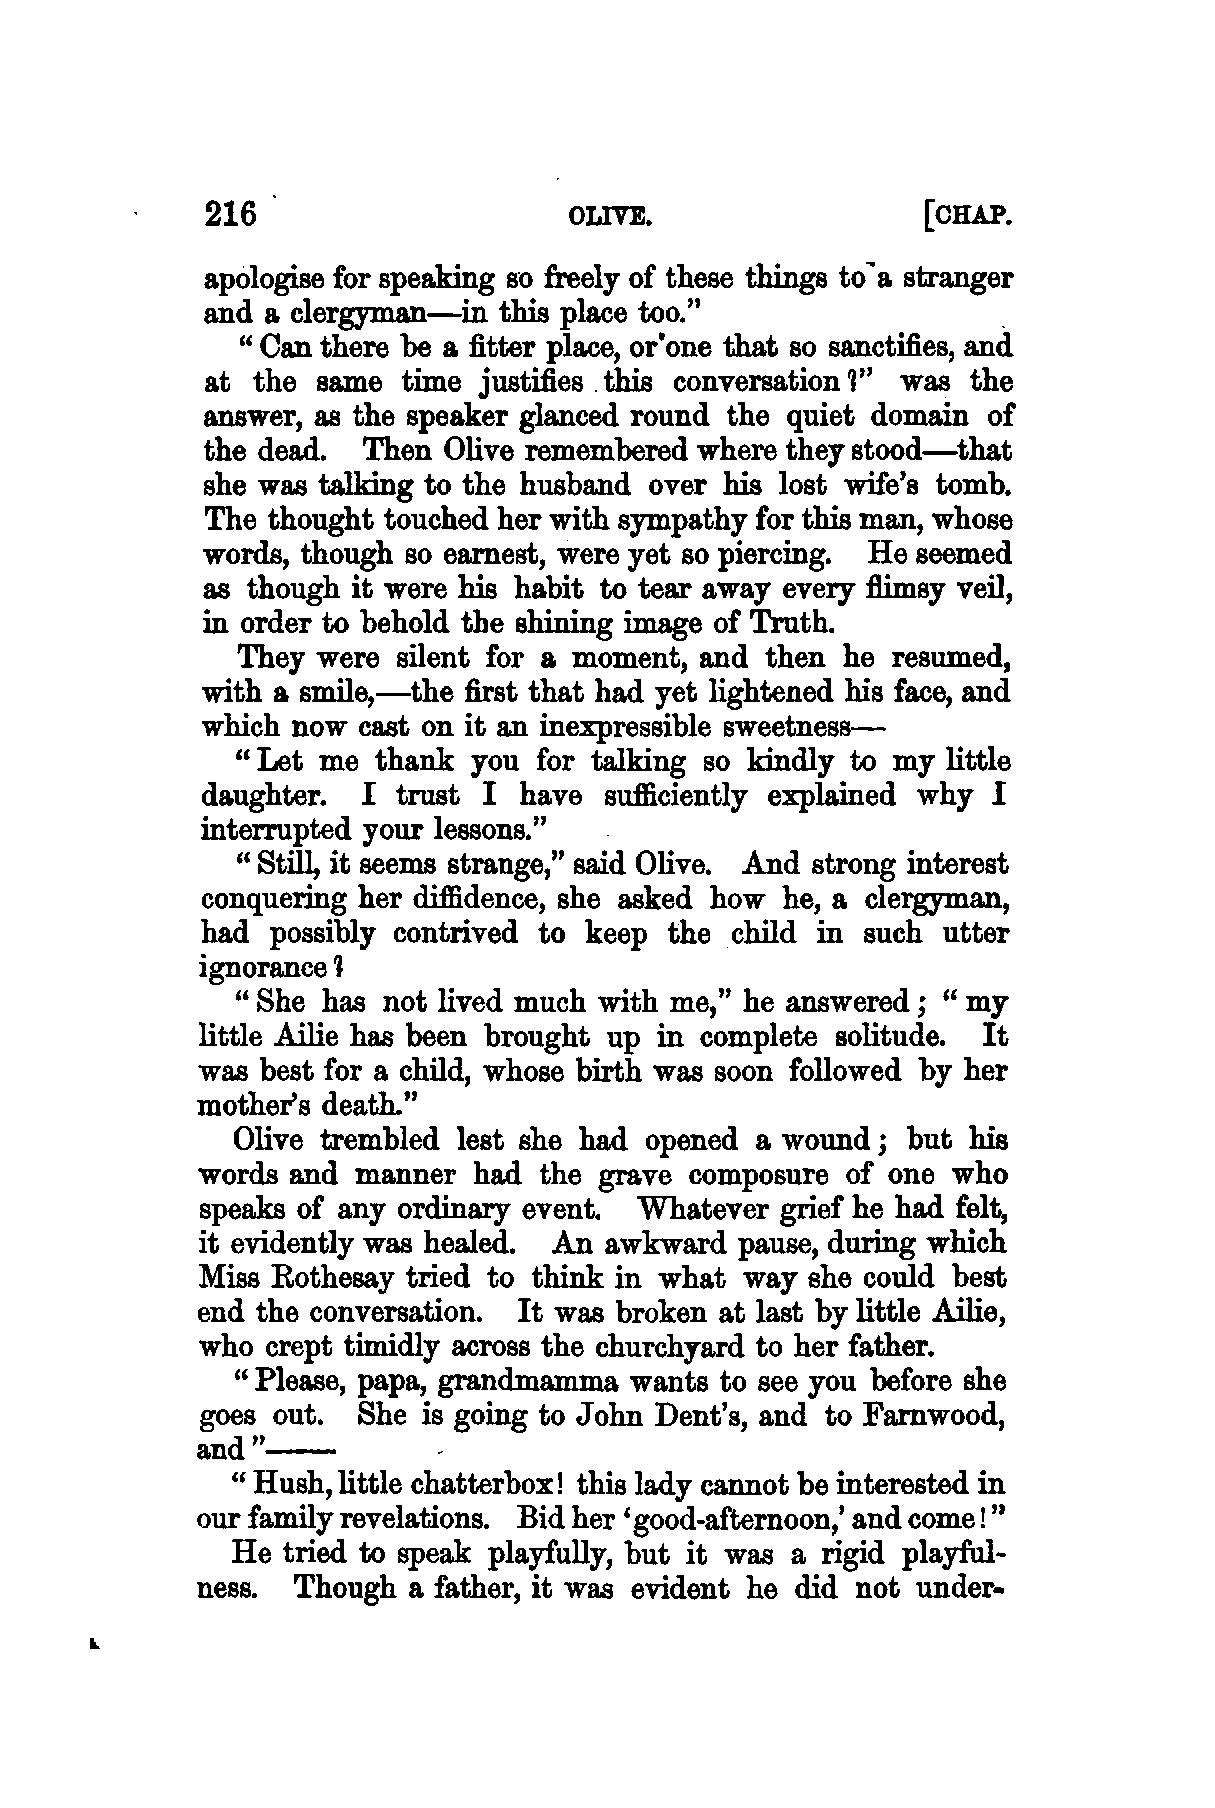 216 OLIVE. [CHAP.
apologise for speaking so freely of these things to a stranger
and a clergyman—in this place too.”
“Can there be a fitter place, or one that so sanctifies, and
at the same time justifies this conversation?” was the
answer, as the speaker glanced round the quiet domain of
the dead. Then Olive remembered where they stood—that
she was talking to the husband over his lost wife’s tomb.
The thought touched her with sympathy for this man, whose
words, though so earnest, were yet so piercing. He seemed
as though it were his habit to tear away every flimsy veil,
in order to behold the shining image of Truth.
They were silent for a moment, and then he resumed,
with a smile,—the first that had yet lightened his face, and
which now cast on it an inexpressible sweetness—
“Let me thank you for talking so kindly to my little
daughter. I trust I have sufficiently explained why I
interrupted your lessons.”
“Still, it seems strange,” said Olive. And strong interest
conquering her diffidence, she asked how he, a clergyman,
had possibly contrived to keep the child in such utter
ignorance?
“She has not lived much with me,” he answered; “my
little Ailie has been brought up in complete solitude. It
was best for a child, whose birth was soon followed by her
mother’s death.”
Olive trembled lest she had opened a wound; but his
words and manner had the grave composure of one who
speaks of any ordinary event. Whatever grief he had felt,
it evidently was healed. An awkward pause, during which
Miss Rothesay tried to think in what way she could best
end the conversation. It was broken at last by little Ailie,
who crept timidly across the churchyard to her father.
“Please, papa, grandmamma wants to see you before she
goes out. She is going to John Dent’s, and to Farnwood,
and”——
“Hush, little chatterbox! this lady cannot be interested in
our family revelations. Bid her ‘good-afternoon,’ and come!”
He tried to speak playfully, but it was a rigid playful-
ness. Though a father, it was evident he did not under-